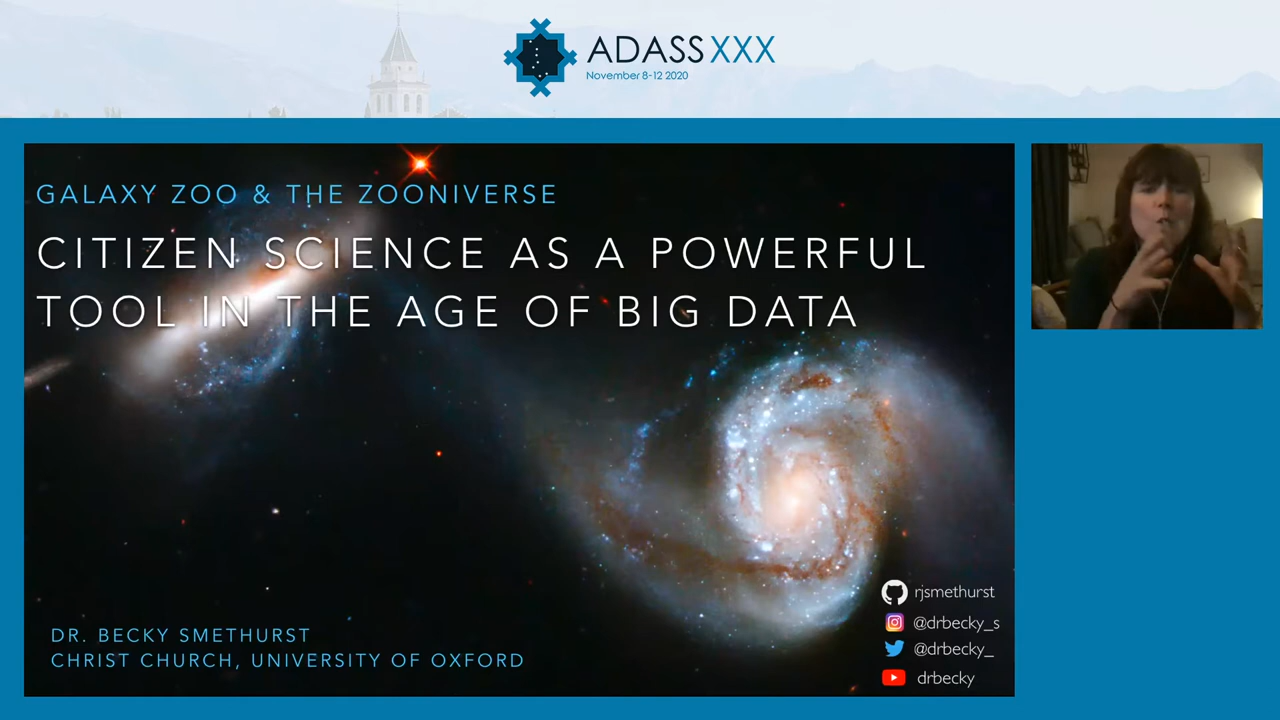 ADASS XXX
November 8-12 2020
GALAXY ZOO & THE ZOONIVERSE
CITIZEN SCIENCE AS A POWERFUL
TOOL IN THE AGE OF BIG DATA
DR. BECKY SMETHURST
CHRIST CHURCH, UNIVERSITY OF OXFORD
rjsmethurst
@drbecky_s
@drbecky_
drbecky